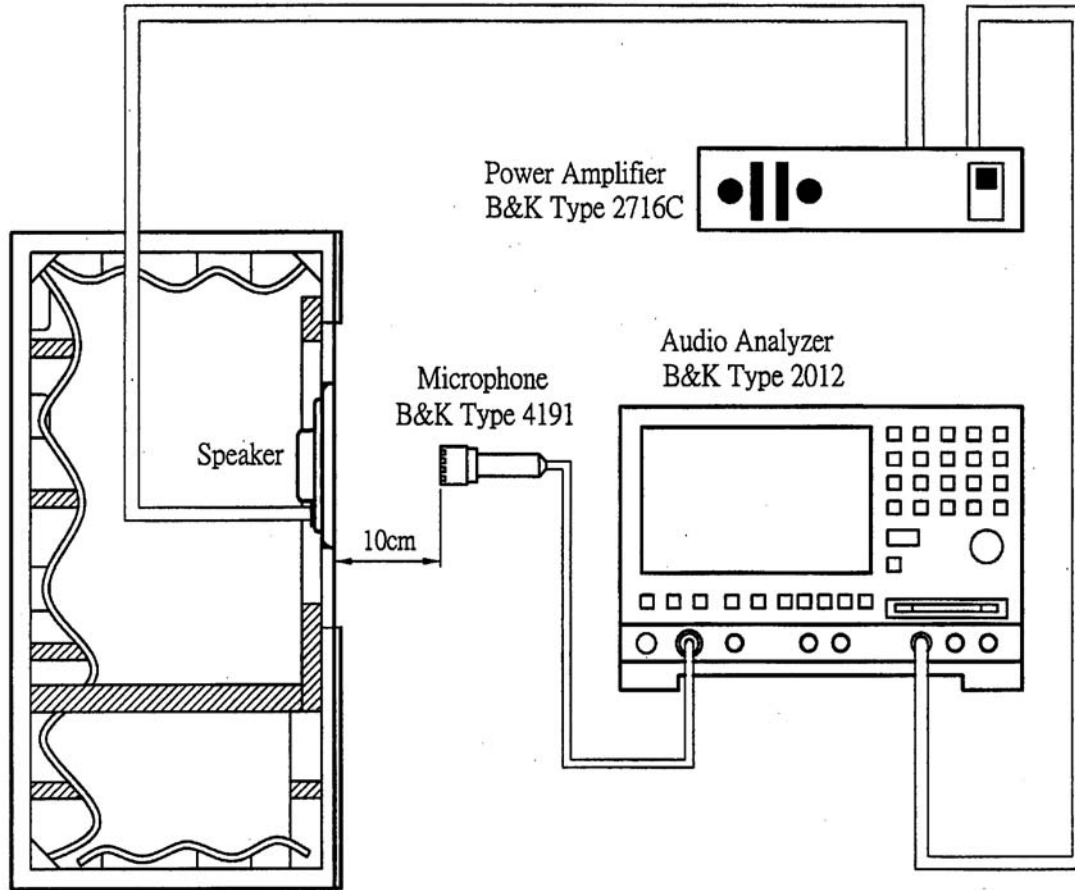 Power Amplifier
B&K Type 2716C
Audio Analyzer
B&K Type 2012
Microphone
B&K Type 4191
Speaker
10cm